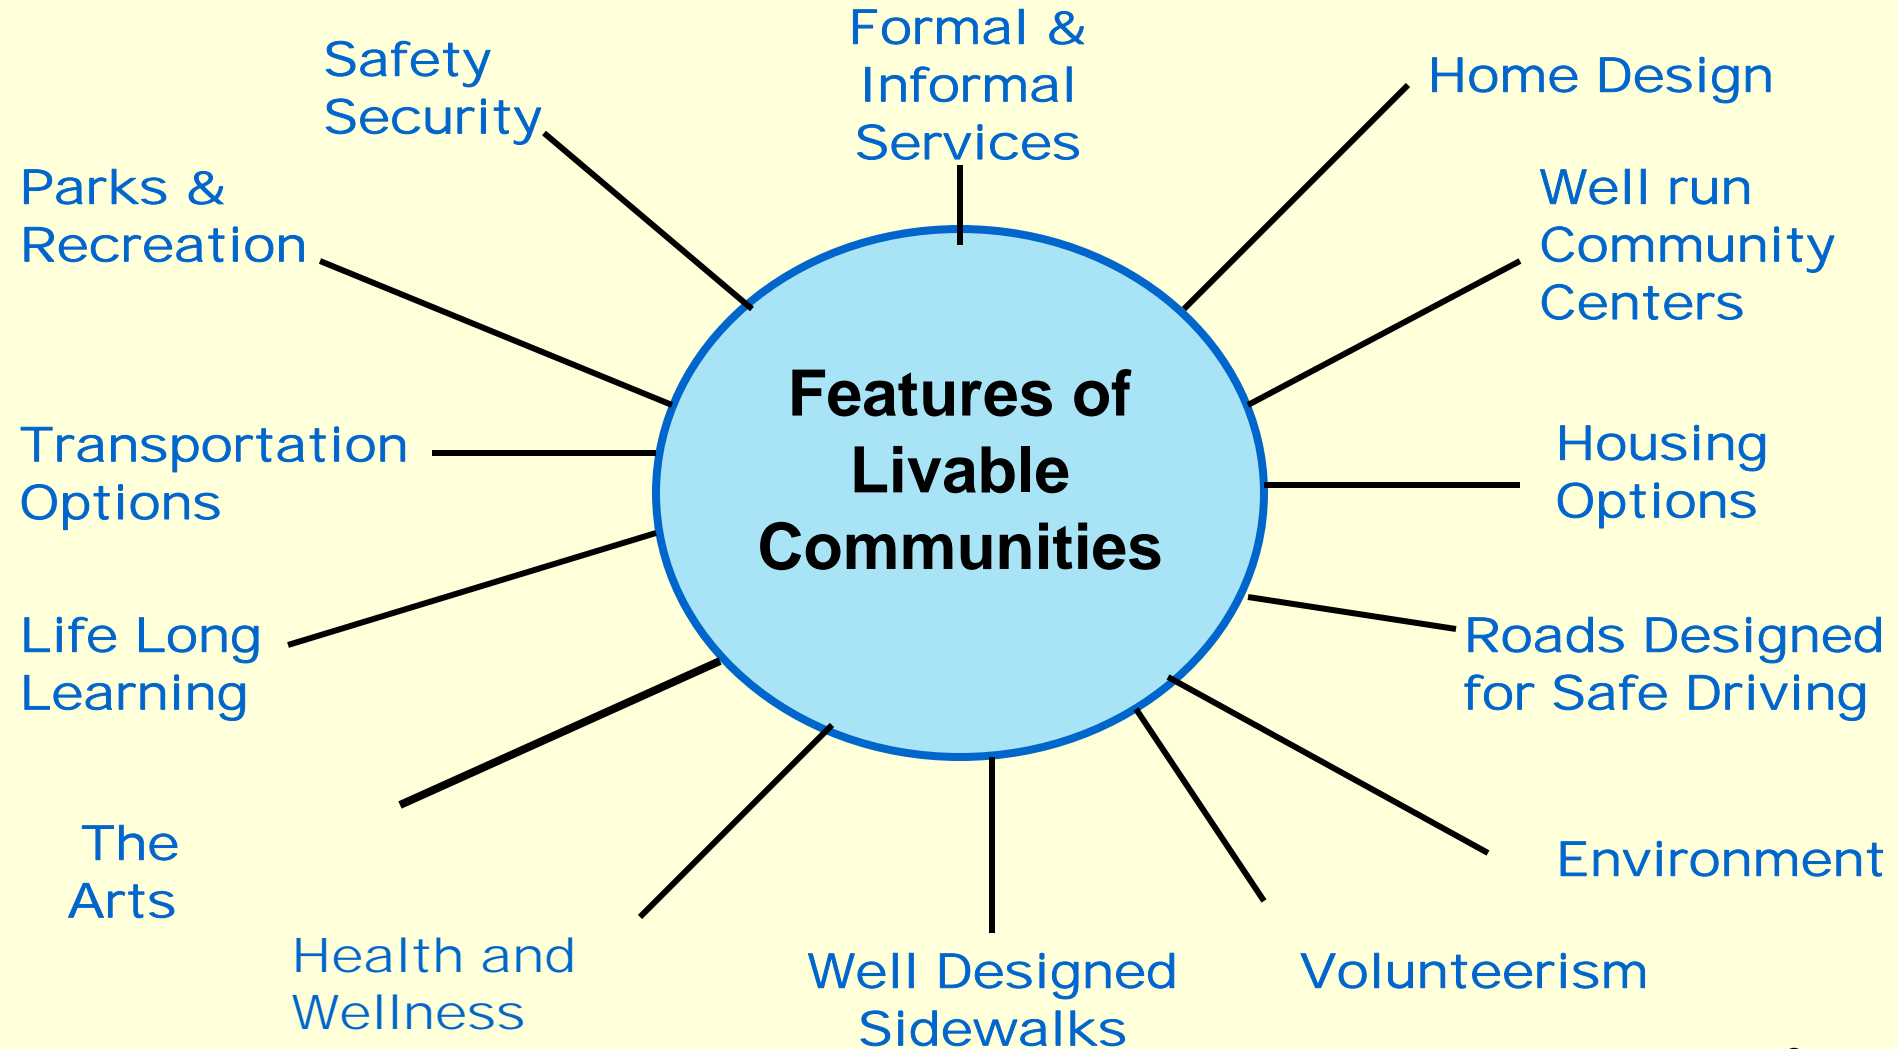 Formal &
Informal
Services
Safety
Security
Home Design
Parks &
Recreation
Well run
Community
Centers
Features of
Livable
Communities
Transportation
Options
Housing
Options
Life Long
Learning
Roads Designed
for Safe Driving
The
Arts
Environment
Health and
Wellness
Well Designed
Sidewalks
Volunteerism